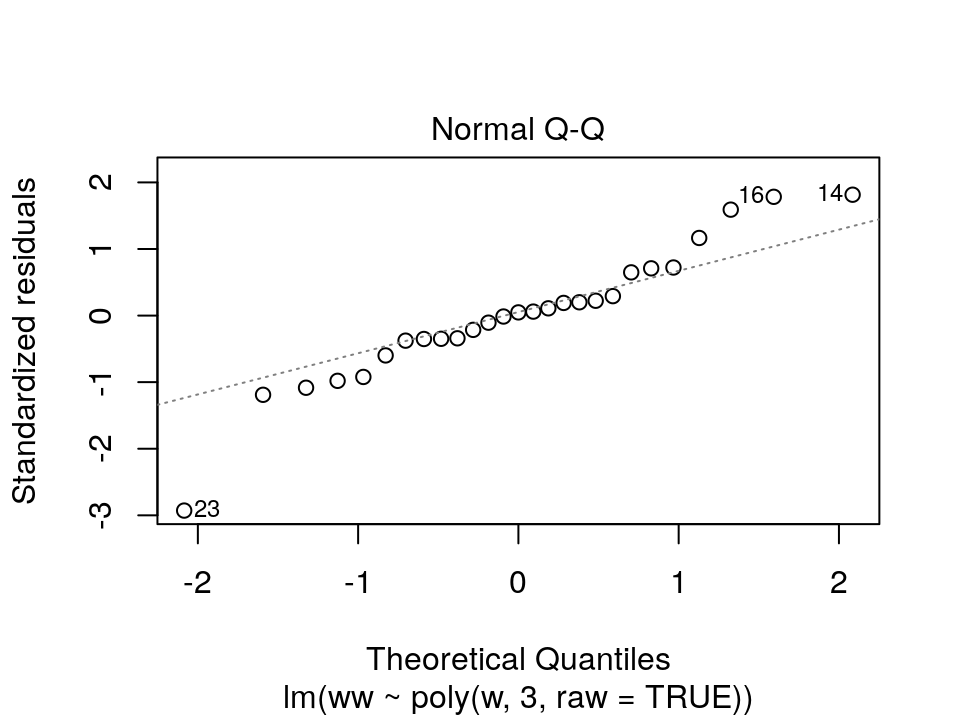 Normal Q-Q
Standardized residuals
2
1
0
-1
-2
-3
16
14
23
-2 -1 0 1 2
Theoretical Quantiles
lm(ww ~ poly(w, 3, raw = TRUE))